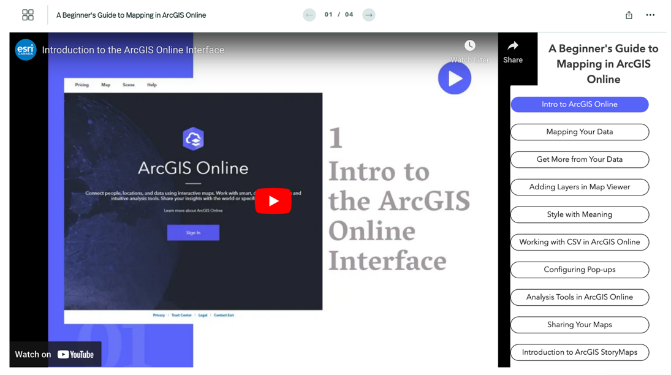 A Beginner's Guide to Mapping in ArcGIS Online
01 / 04
esri
Introduction to the ArcGIS Online Interface
Share
Pricing Map Scene Help
ArcGIS Online
Connect people, locations, and data using interactive maps. Work with smart,
intuitive analysis tools. Share your insights with the world or
Learn more about ArcGIS Online
Sign In
Privacy | Trust Center | Legal | Contact Esri
1
Intro to
the ArcGIS
Online
Interface
01
Watch on YouTube
A Beginner's Guide to
Mapping in ArcGIS
Online
Intro to ArcGIS Online
Mapping Your Data
Get More from Your Data
Adding Layers in Map Viewer
Style with Meaning
Working with CSV in ArcGIS Online
Configuring Pop-ups
Analysis Tools in ArcGIS Online
Sharing Your Maps
Introduction to ArcGIS StoryMaps